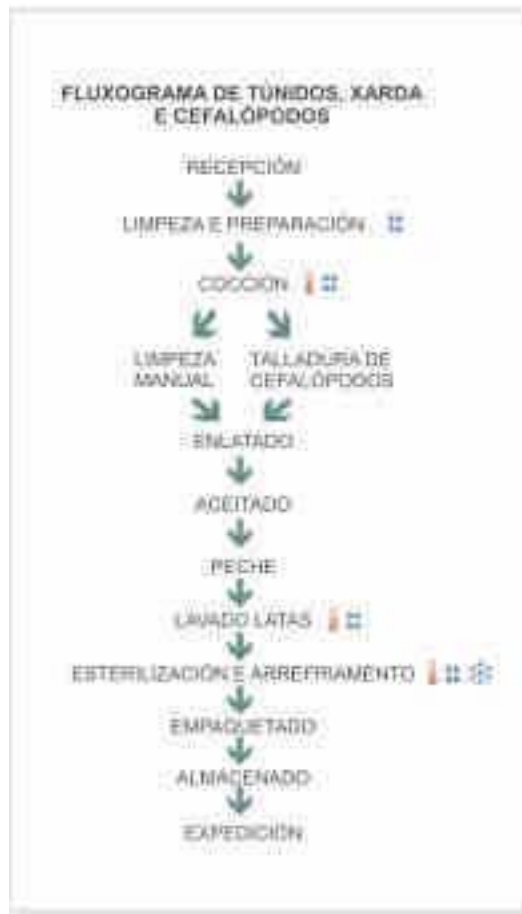 FLUXOGRAMA DE TÚNIDOS, XARDA
E CEFALÓPODOS
RECEPCIÓN
LIMPEZA E PREPARACIÓN
COCCIÓN
LIMPEZA
MANUAL
TALLADURA DE
CEFALÓPODOS
ENLATADO
ACEITADO
PECHE
LAVADO LATAS
ESTERILIZACIÓN E ARREFRIAMENTO
EMPAQUETADO
ALMACENADO
EXPEDICIÓN